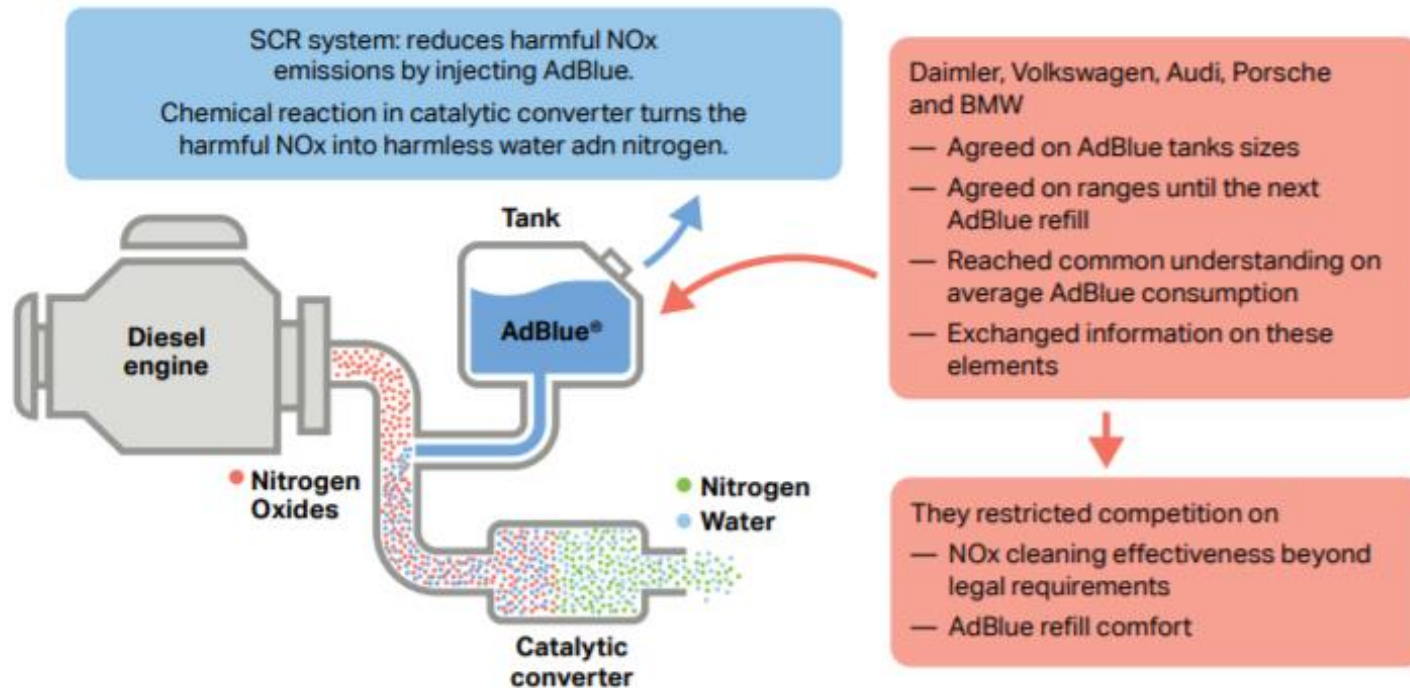 SCR system: reduces harmful NOx
emissions by injecting AdBlue.
Chemical reaction in catalytic converter turns the
harmful NOx into harmless water adn nitrogen.
Daimler, Volkswagen, Audi, Porsche
and BMW
— Agreed on AdBlue tanks sizes
— Agreed on ranges until the next
AdBlue refill
— Reached common understanding on
average AdBlue consumption
— Exchanged information on these
elements
Tank
AdBlue®
Diesel
engine
Nitrogen
Oxides
Nitrogen
Water
Catalytic
converter
They restricted competition on
— NOx cleaning effectiveness beyond
legal requirements
— AdBlue refill comfort